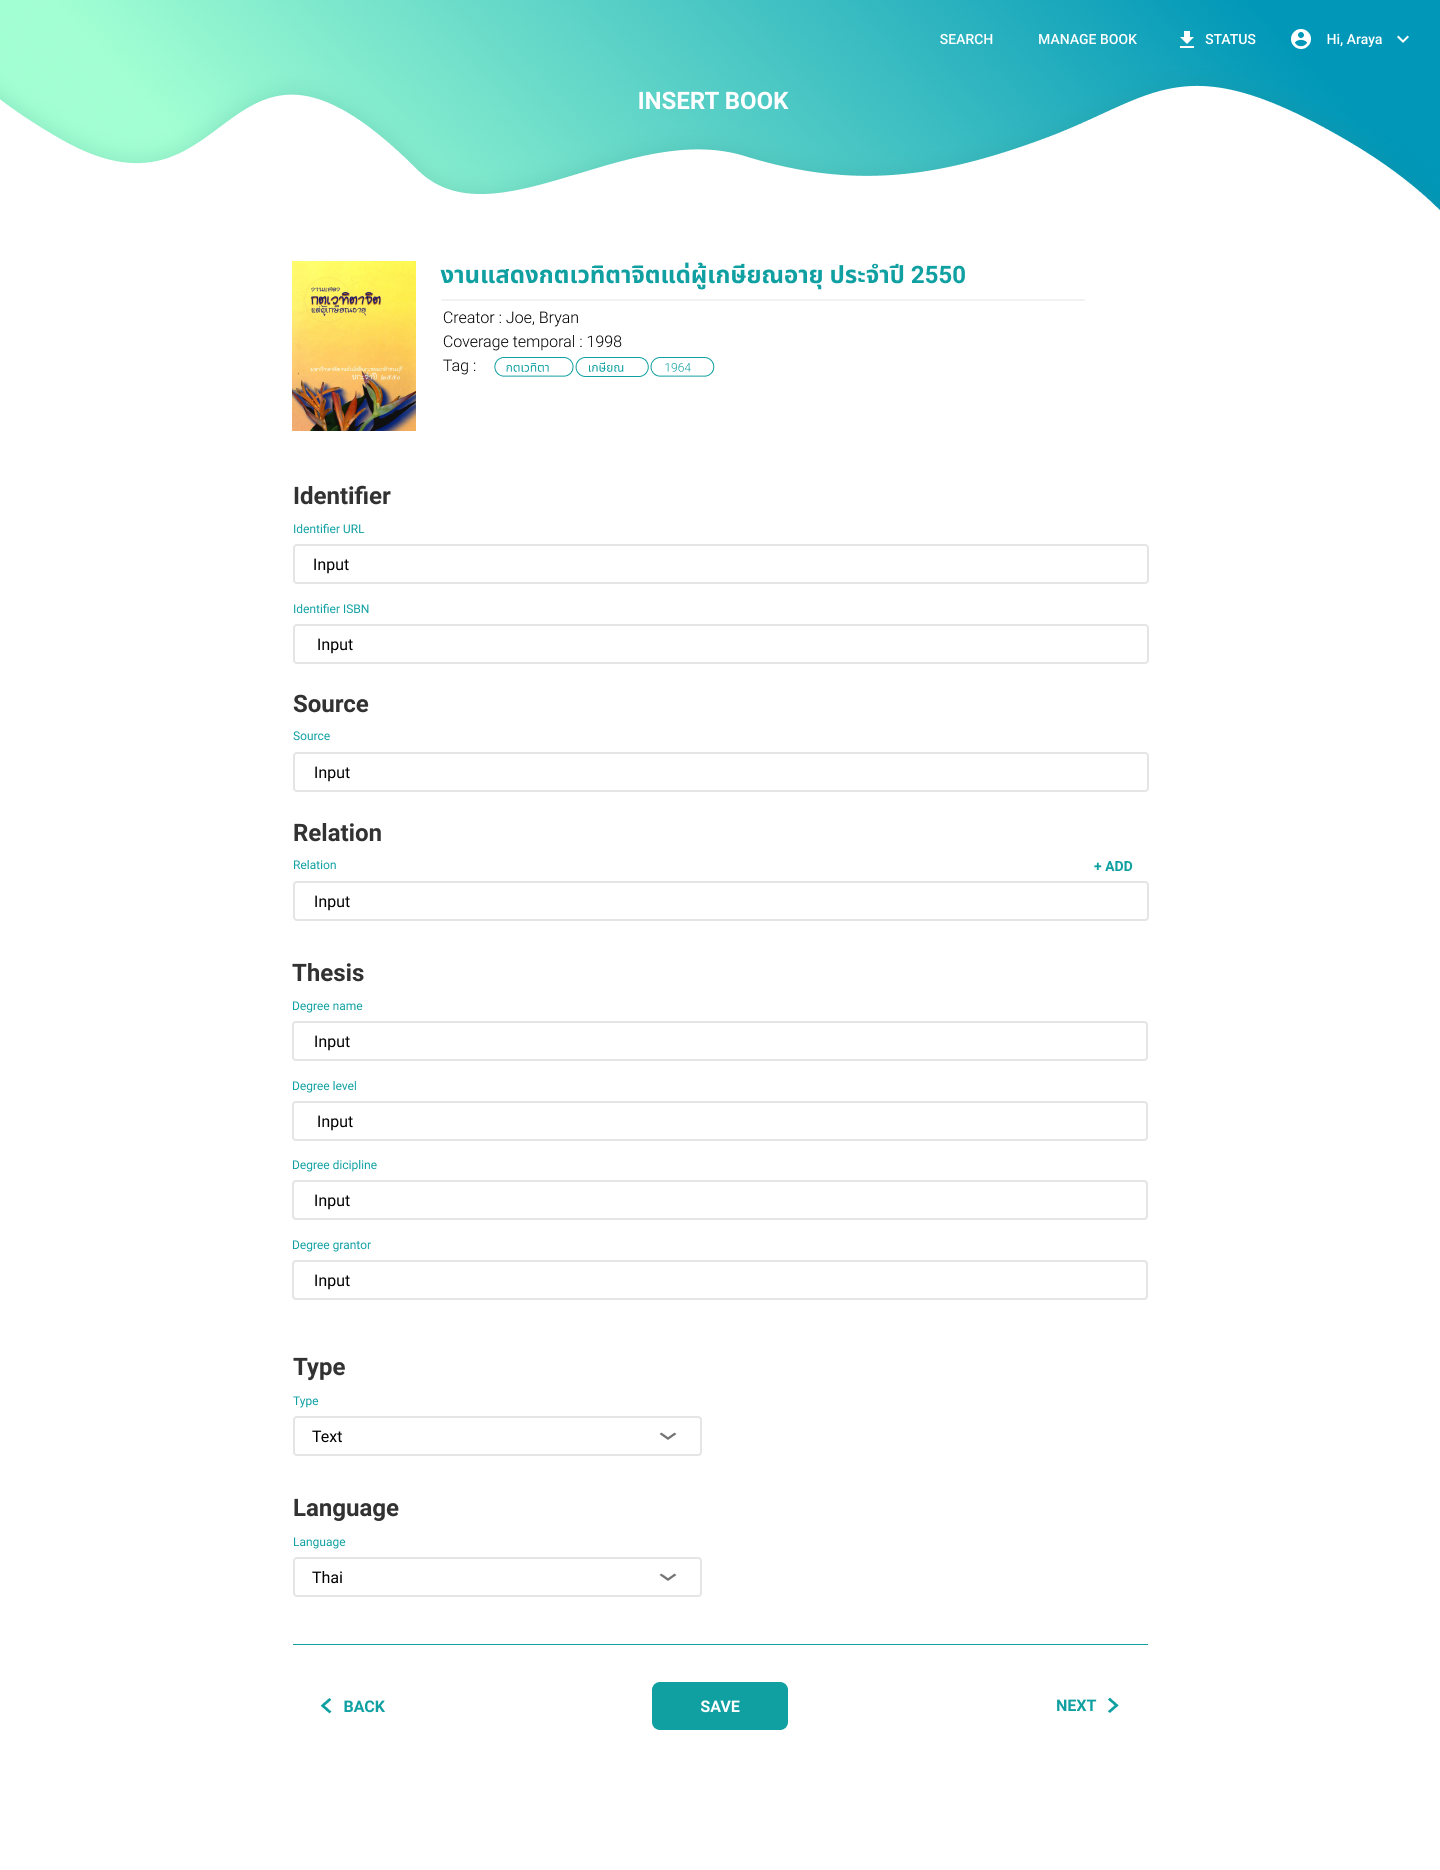 SEARCH MANAGE BOOK STATUS Hi, Araya
INSERT BOOK
งานแสดงกตเวทิตาจิตแด่ผู้เกษียณอายุ ประจำปี 2550
งานแสดง
กตเวทิตาจิต
แด่ผู้เกษียณอายุ
Creator : Joe, Bryan
Coverage temporal : 1998
Tag : กตเวทิตา เกษียณ 1964
Identifier
Identifier URL
Input
Identifier ISBN
Input
Source
Source
Input
Relation
Relation + ADD
Input
Thesis
Degree name
Input
Degree level
Input
Degree dicipline
Input
Degree grantor
Input
Type
Type
Text
Language
Language
Thai
BACK SAVE NEXT